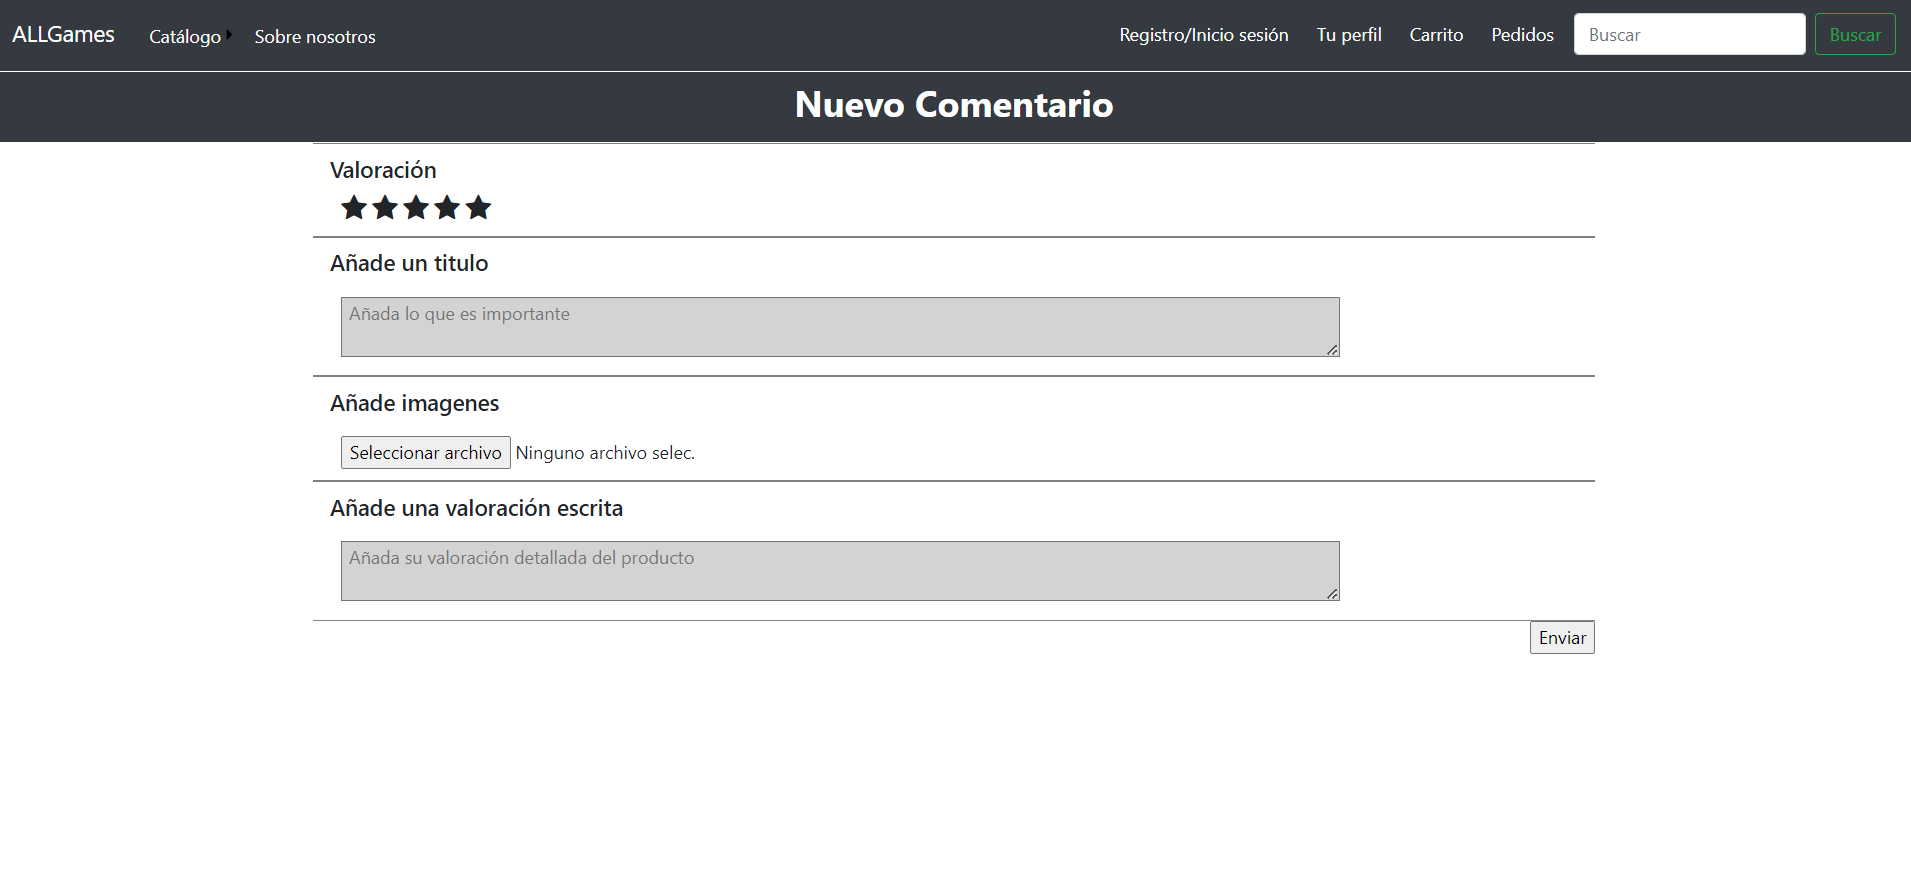 ALLGames Catálogo Sobre nosotros Registro/Inicio sesión Tu perfil Carrito Pedidos Buscar Buscar
Nuevo Comentario
Valoración
Añade un titulo
Añada lo que es importante
Añade imagenes
Seleccionar archivo Ninguno archivo selec.
Añade una valoración escrita
Añada su valoración detallada del producto
Enviar